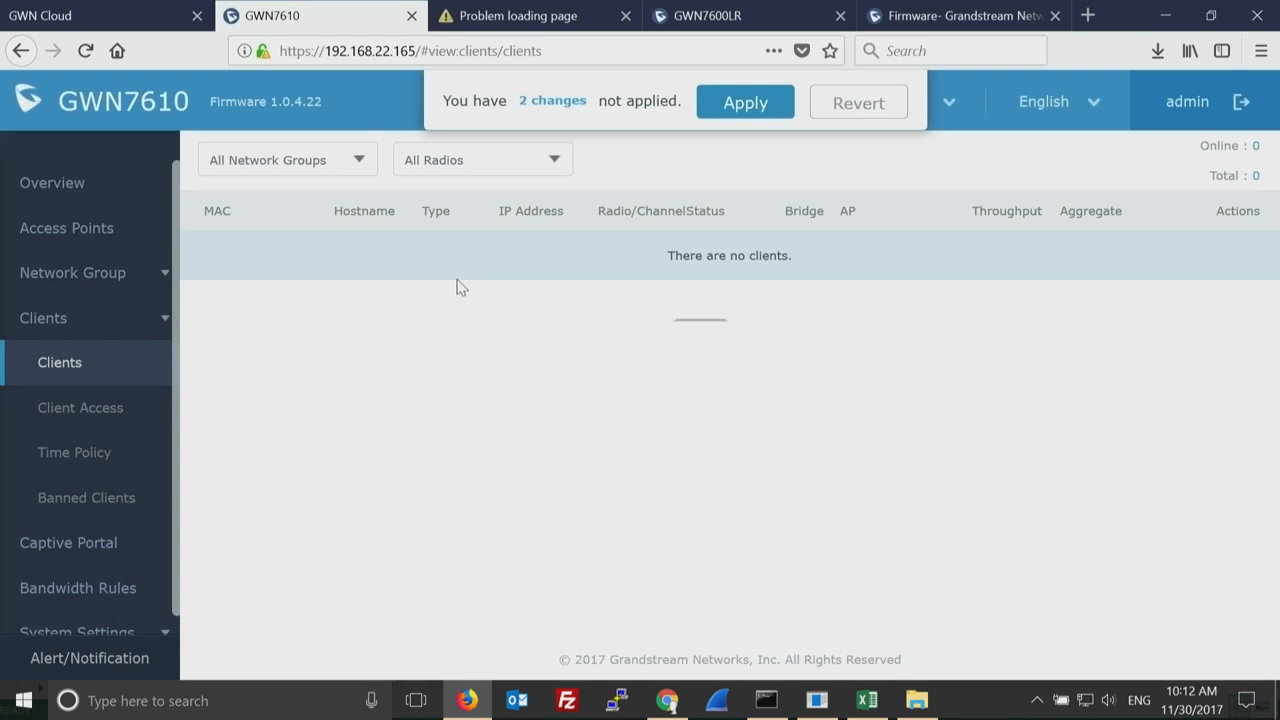 GWN Cloud
GWN7610
Problem loading page
GWN7600LR
Firmware- Grandstream Netw
https://192.168.22.165/#view:clients/clients
Search
GWN7610
Firmware 1.0.4.22
You have 2 changes not applied.
Apply
Revert
English
admin
All Network Groups
All Radios
Online : 0
Total : 0
Overview
Access Points
Network Group
Clients
Clients
Client Access
Time Policy
Banned Clients
Captive Portal
Bandwidth Rules
System Settings
Alert/Notification
MAC
Hostname
Type
IP Address
Radio/Channel
Status
Bridge
AP
Throughput
Aggregate
Actions
There are no clients.
© 2017 Grandstream Networks, Inc. All Rights Reserved
Type here to search
ENG
10:12 AM
11/30/2017